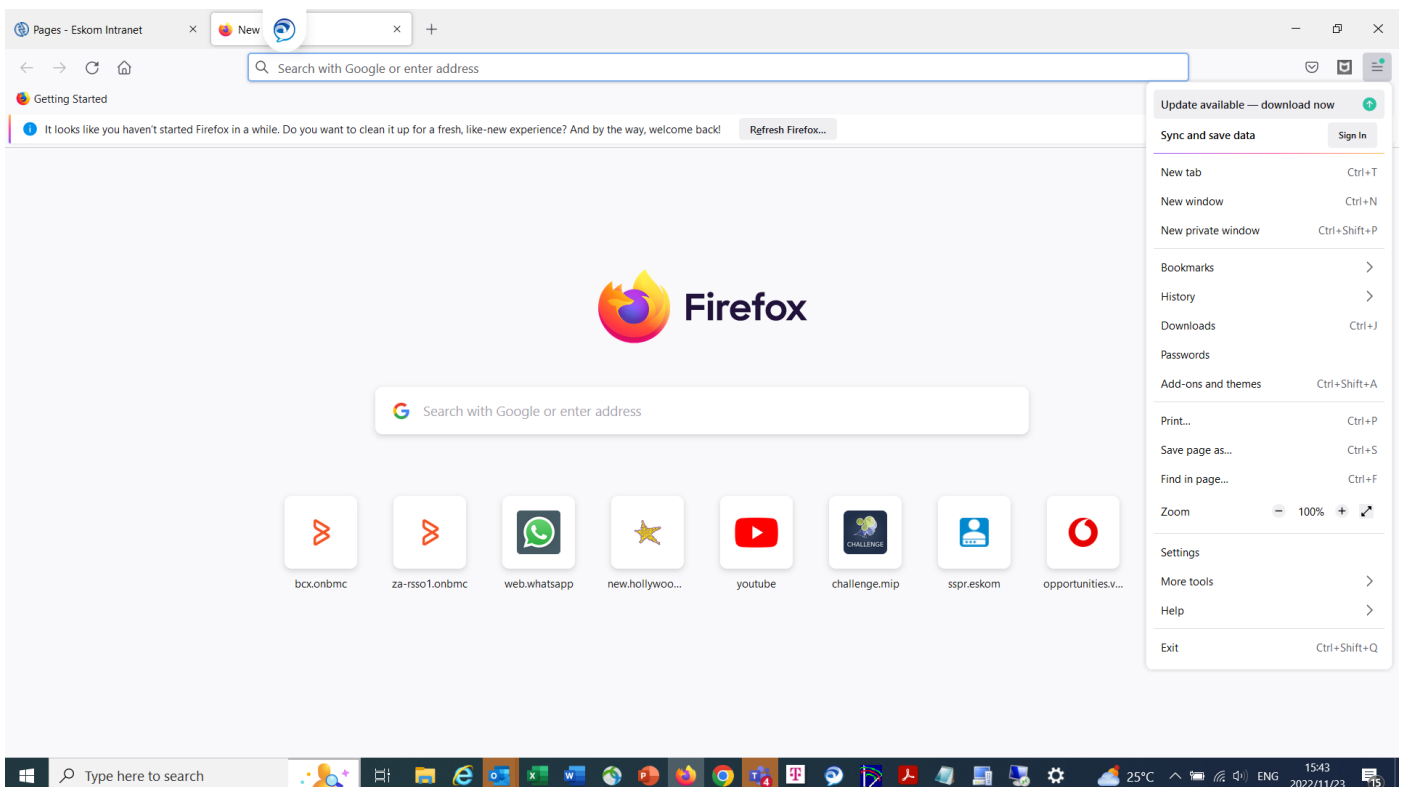 Pages - Eskom Intranet
New
Search with Google or enter address
Getting Started
It looks like you haven't started Firefox in a while. Do you want to clean it up for a fresh, like-new experience? And by the way, welcome back! Refresh Firefox...
Update available — download now
Sync and save data Sign In
New tab Ctrl+T
New window Ctrl+N
New private window Ctrl+Shift+P
Bookmarks
History
Downloads Ctrl+J
Passwords
Add-ons and themes Ctrl+Shift+A
Print... Ctrl+P
Save page as... Ctrl+S
Find in page... Ctrl+F
Zoom − 100% +
Settings
More tools
Help
Exit Ctrl+Shift+Q
Firefox
Search with Google or enter address
CHALLENGE
bcx.onbmc za-rsso1.onbmc web.whatsapp new.hollywoo... youtube challenge.mip sspr.eskom opportunities.v...
Type here to search
25°C ENG
15:43
2022/11/23
4
15